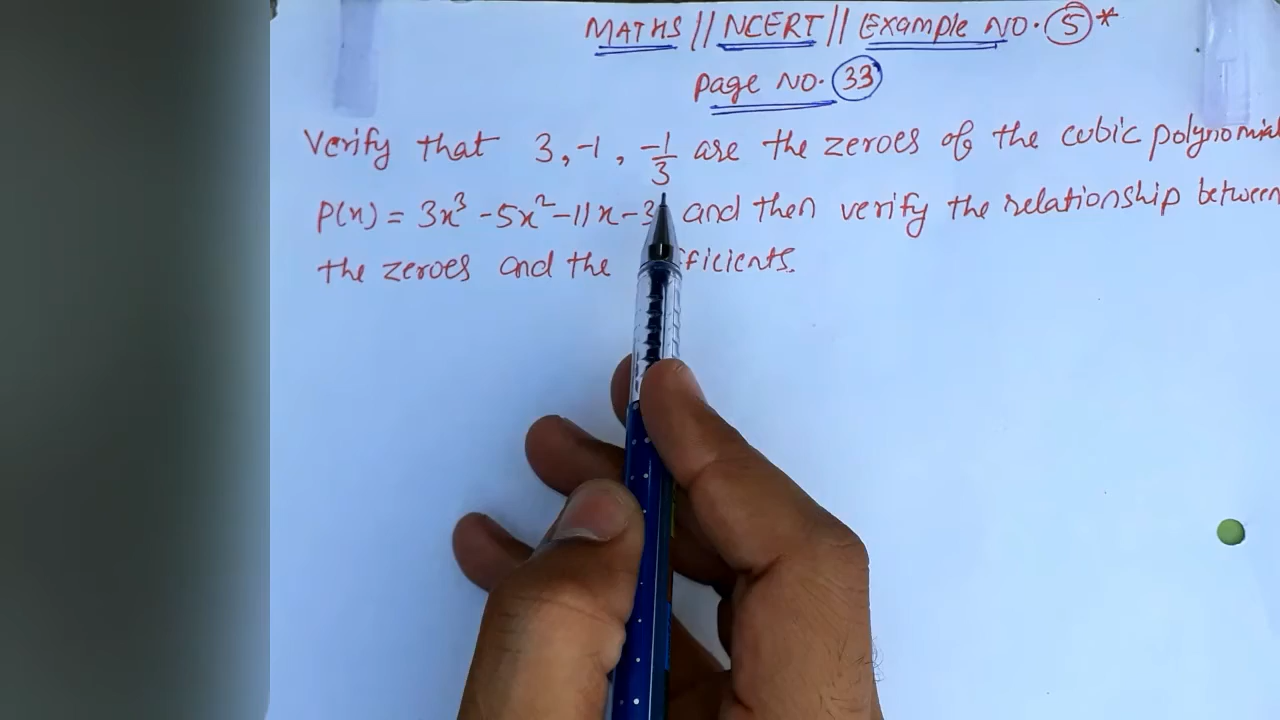 MATHS // NCERT // Example NO. 5 *
Page NO. 33
Verify that 3, -1, -1/3 are the zeroes of the cubic polynomial
P(x) = 3x³ - 5x² - 11x - 3 and then verify the relationship between
the zeroes and the fficients.